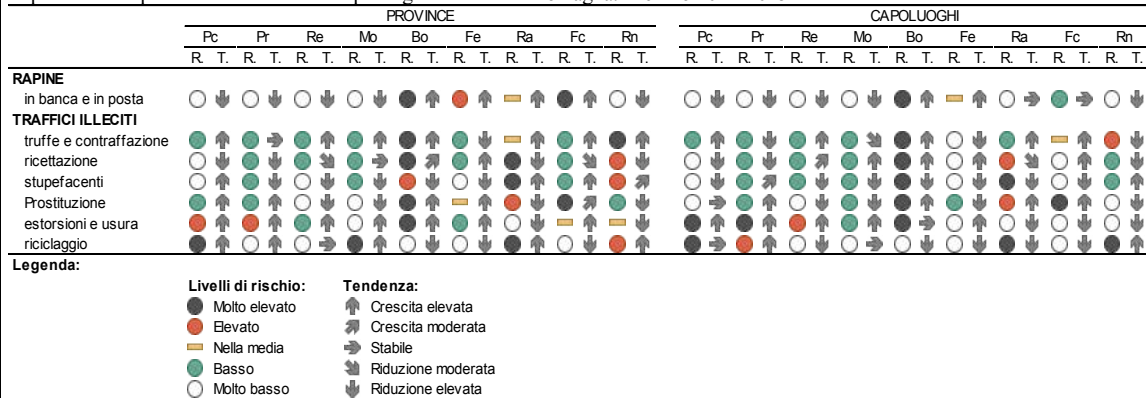 PROVINCE CAPOLUOGHI
Pc Pr Re Mo Bo Fe Ra Fc Rn Pc Pr Re Mo Bo Fe Ra Fc Rn
R. T. R. T. R. T. R. T. R. T. R. T. R. T. R. T. R. T. R. T. R. T. R. T. R. T. R. T. R. T. R. T. R. T. R. T.
RAPINE
in banca e in posta
TRAFFICI ILLECITI
truffe e contraffazione
ricettazione
stupefacenti
Prostituzione
estorsioni e usura
riciclaggio
Legenda:
Livelli di rischio: Tendenza:
Molto elevato Crescita elevata
Elevato Crescita moderata
Nella media Stabile
Basso Riduzione moderata
Molto basso Riduzione elevata